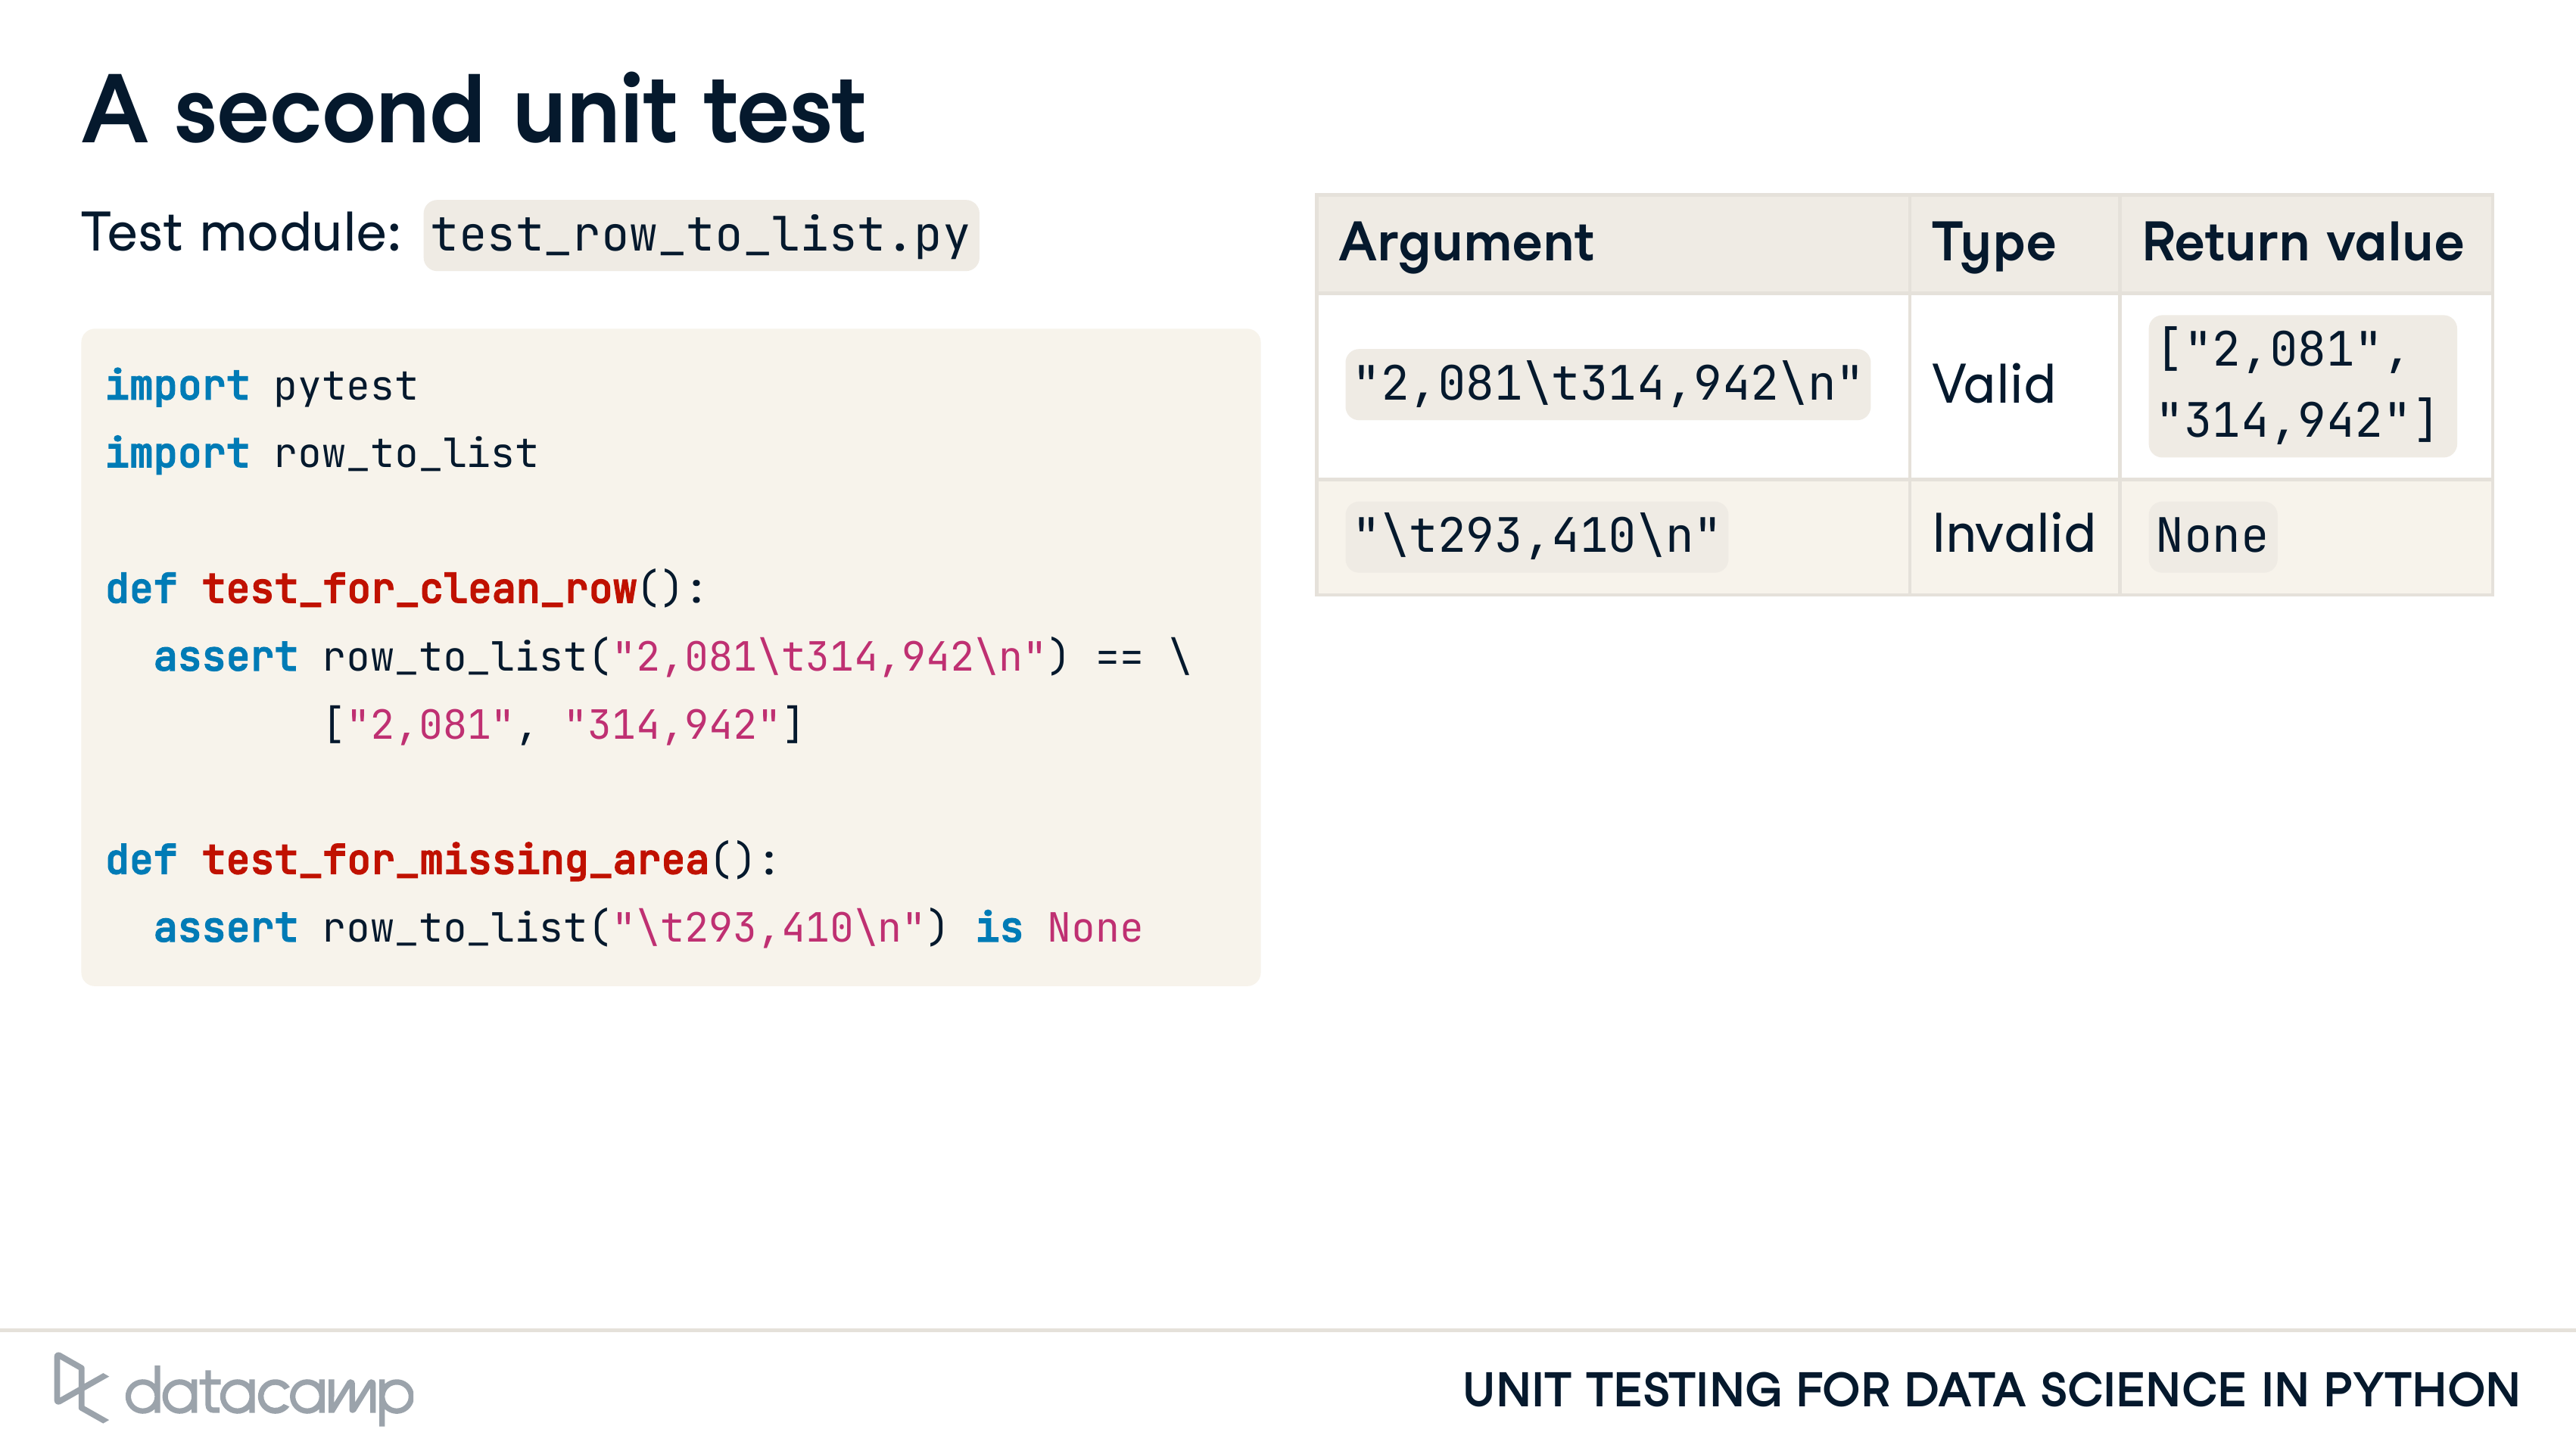 A second unit test
Test module: test_row_to_list.py
import pytest
import row_to_list
def test_for_clean_row():
  assert row_to_list("2,081\t314,942\n") == \
         ["2,081", "314,942"]
def test_for_missing_area():
  assert row_to_list("\t293,410\n") is None
Argument Type Return value
"2,081\t314,942\n" Valid ["2,081",
"314,942"]
"\t293,410\n" Invalid None
datacamp
UNIT TESTING FOR DATA SCIENCE IN PYTHON